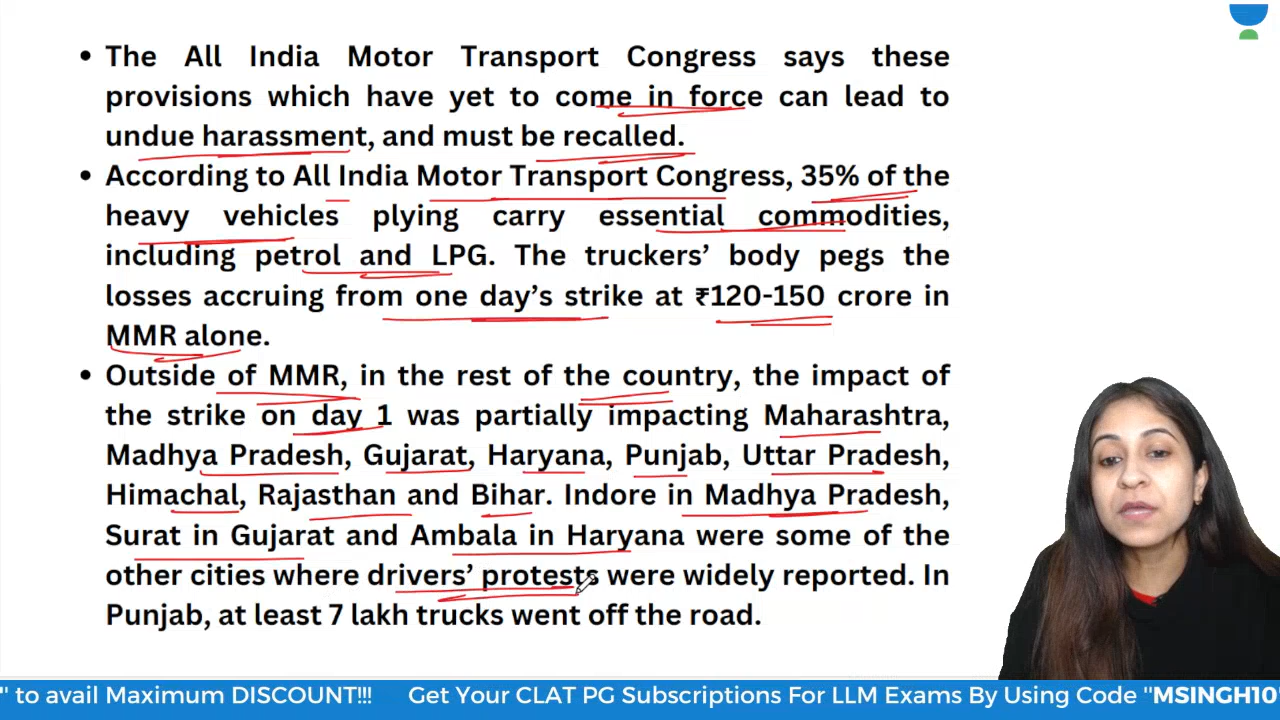 • The All India Motor Transport Congress says these
provisions which have yet to come in force can lead to
undue harassment, and must be recalled.
• According to All India Motor Transport Congress, 35% of the
heavy vehicles plying carry essential commodities,
including petrol and LPG. The truckers' body pegs the
losses accruing from one day's strike at ₹120-150 crore in
MMR alone.
• Outside of MMR, in the rest of the country, the impact of
the strike on day 1 was partially impacting Maharashtra,
Madhya Pradesh, Gujarat, Haryana, Punjab, Uttar Pradesh,
Himachal, Rajasthan and Bihar. Indore in Madhya Pradesh,
Surat in Gujarat and Ambala in Haryana were some of the
other cities where drivers' protests were widely reported. In
Punjab, at least 7 lakh trucks went off the road.
" to avail Maximum DISCOUNT!!! Get Your CLAT PG Subscriptions For LLM Exams By Using Code "MSINGH10"